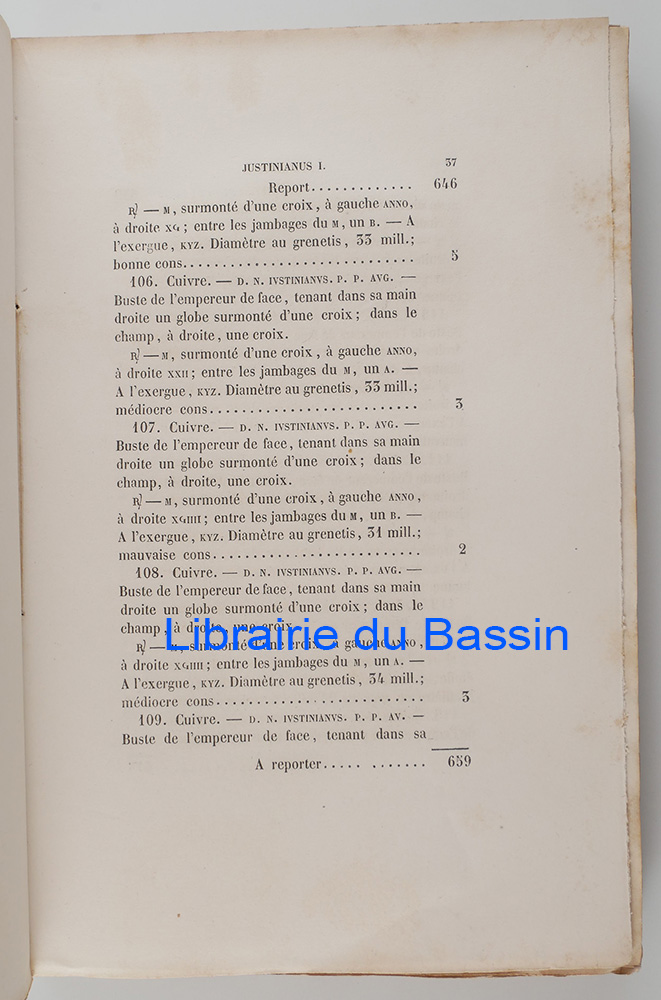 JUSTINIANUS I. 37
Report............. 646
R) — M, surmonté d'une croix, à gauche ANNO,
à droite XG; entre les jambages du M, un B. — A
l'exergue, KYZ. Diamètre au grenetis, 33 mill.;
bonne cons............................. 5
106. Cuivre. — D. N. IVSTINIANVS. P. P. AVG. —
Buste de l'empereur de face, tenant dans sa main
droite un globe surmonté d'une croix; dans le
champ, à droite, une croix.
R) — M, surmonté d'une croix, à gauche ANNO,
à droite XXII; entre les jambages du M, un A. —
A l'exergue, KYZ. Diamètre au grenetis, 33 mill.;
médiocre cons.......................... 3
107. Cuivre. — D. N. IVSTINIANVS. P. P. AVG. —
Buste de l'empereur de face, tenant dans sa main
droite un globe surmonté d'une croix; dans le
champ, à droite, une croix.
R) — M, surmonté d'une croix, à gauche ANNO,
à droite XGIIII; entre les jambages du M, un B. —
A l'exergue, KYZ. Diamètre au grenetis, 31 mill.;
mauvaise cons.......................... 2
108. Cuivre. — D. N. IVSTINIANVS. P. P. AVG. —
Buste de l'empereur de face, tenant dans sa main
droite un globe surmonté d'une croix; dans le
champ, à droite, une croix.
Librairie du Bassin
R) — M, surmonté d'une croix, à gauche ANNO,
à droite XGIIII; entre les jambages du M, un A. —
A l'exergue, KYZ. Diamètre au grenetis, 34 mill.;
médiocre cons.......................... 3
109. Cuivre. — D. N. IVSTINIANVS. P. P. AV. —
Buste de l'empereur de face, tenant dans sa
A reporter..... ....... 659